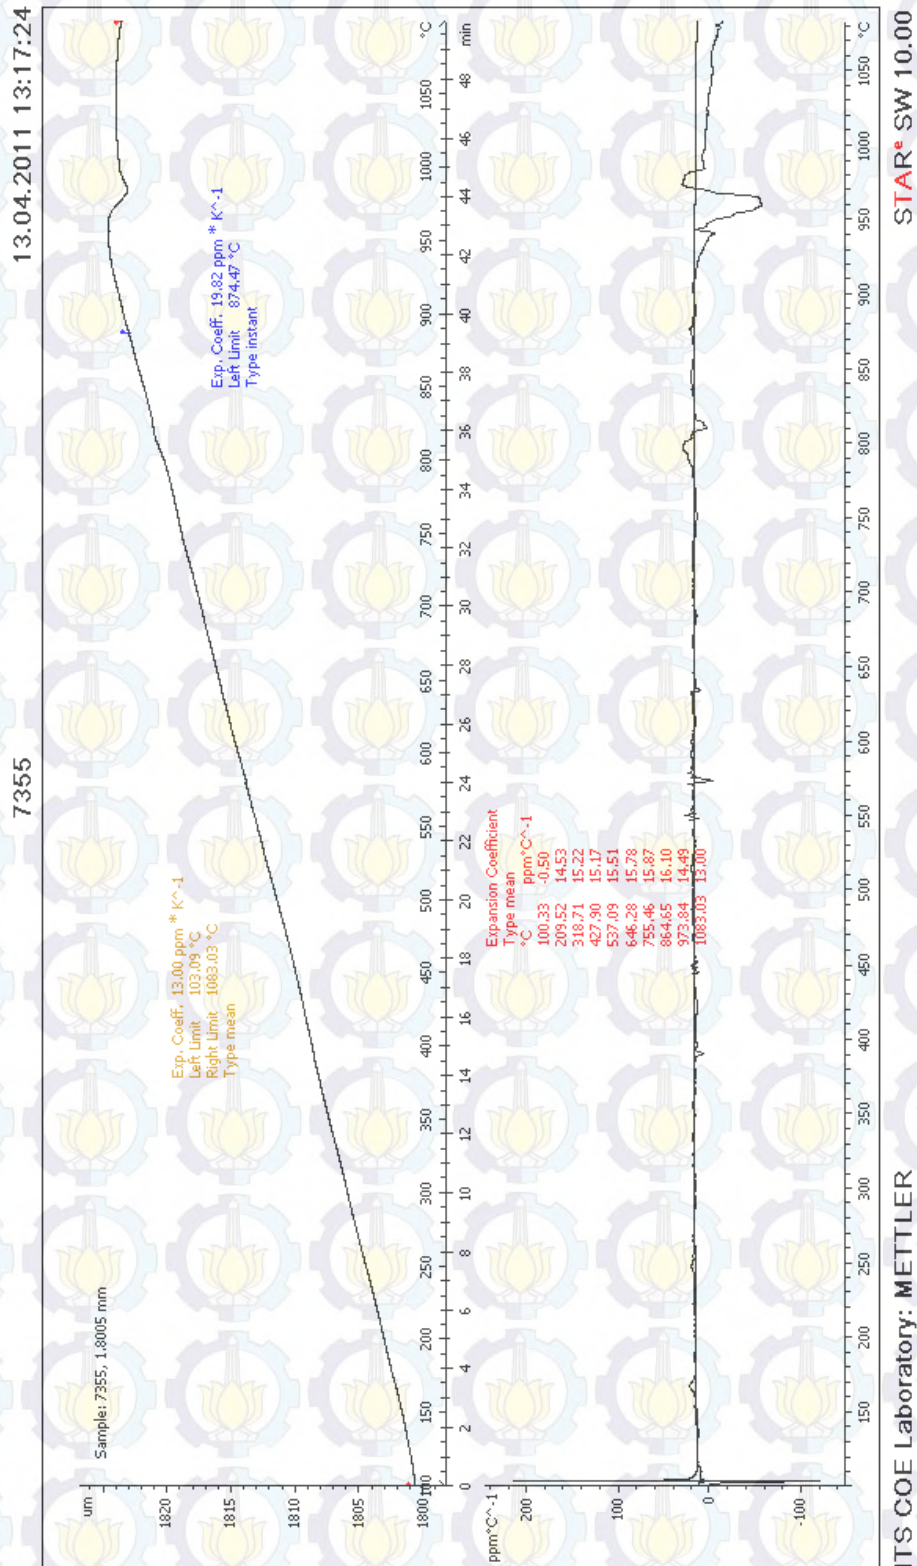 7355
13.04.2011 13:17:24
Sample: 7355, 1.8005 mm
Exp. Coeff. 13.00 ppm * K^-1
Left Limit 103.09 °C
Right Limit 1083.03 °C
Type mean
Exp. Coeff. 19.82 ppm * K^-1
Left Limit 874.47 °C
Type instant
um
1820
1815
1810
1805
1800
100 150 200 250 300 350 400 450 500 550 600 650 700 750 800 850 900 950 1000 1050 °C
0 2 4 6 8 10 12 14 16 18 20 22 24 26 28 30 32 34 36 38 40 42 44 46 48 min
ppm°C^-1
200
100
0
-100
Expansion Coefficient
Type mean
°C ppm°C^-1
100.33 -0.50
209.52 14.53
318.71 15.22
427.90 15.17
537.09 15.51
646.28 15.78
755.46 15.87
864.65 16.10
973.84 14.49
1083.03 13.00
150 200 250 300 350 400 450 500 550 600 650 700 750 800 850 900 950 1000 1050 °C
ITS COE Laboratory: METTLER
STARe SW 10.00